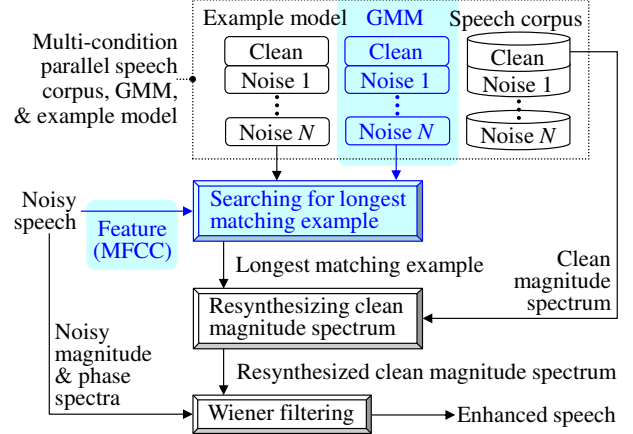 Example model
GMM
Speech corpus
Multi-condition
parallel speech
corpus, GMM,
& example model
Clean
Noise 1
Noise N
Clean
Noise 1
Noise N
Clean
Noise 1
Noise N
Noisy
speech
Feature
(MFCC)
Searching for longest
matching example
Longest matching example
Clean
magnitude
spectrum
Resynthesizing clean
magnitude spectrum
Noisy
magnitude
& phase
spectra
Resynthesized clean magnitude spectrum
Wiener filtering
Enhanced speech